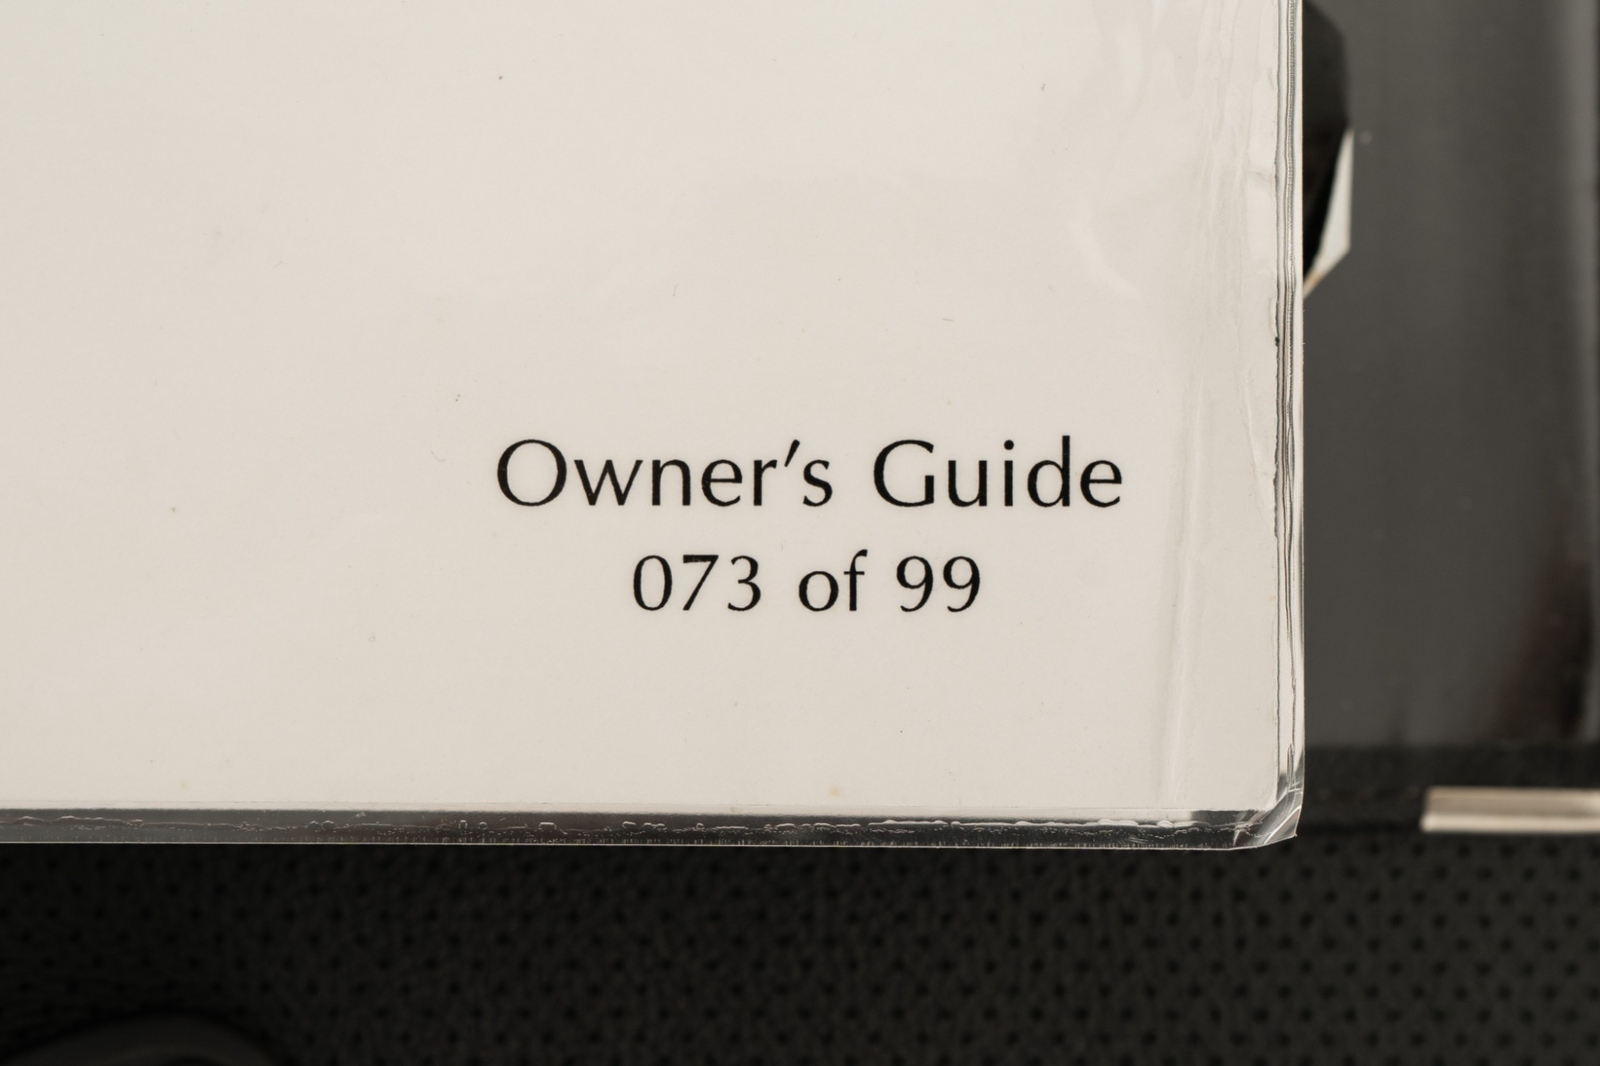 Owner's Guide
073 of 99